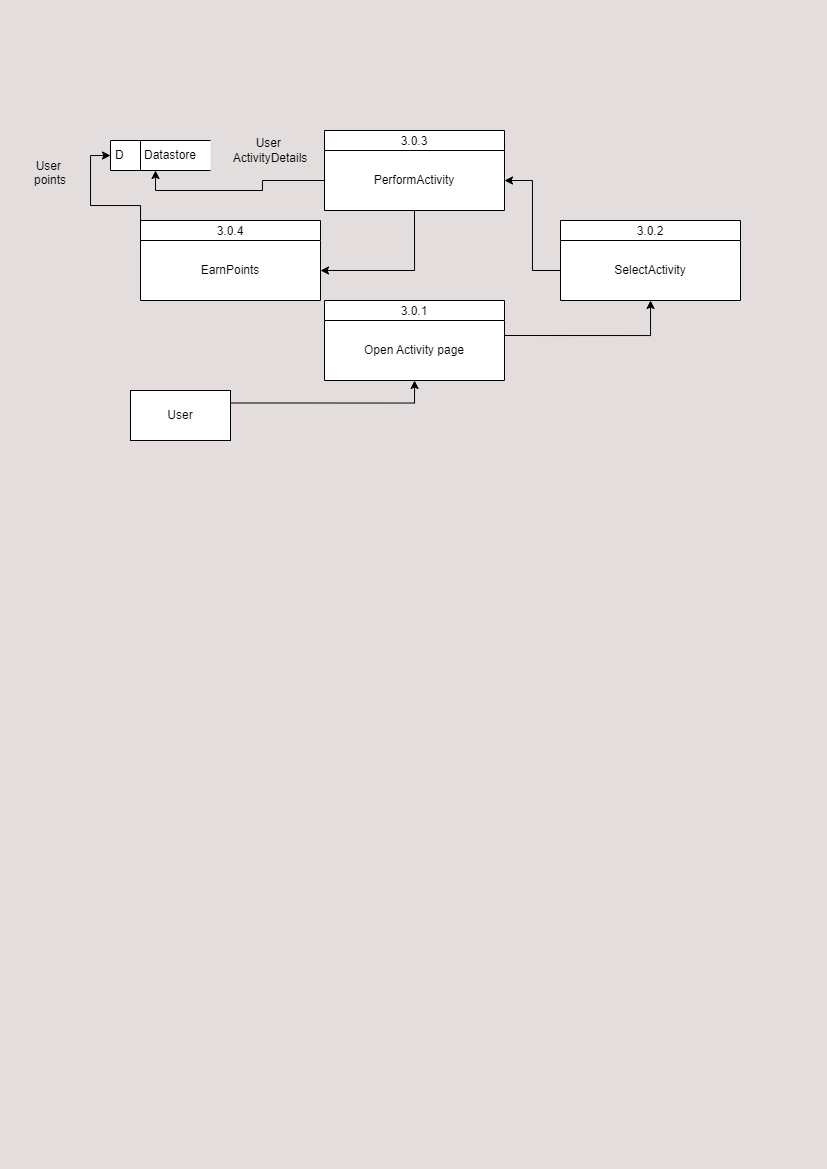 3.0.3
User
ActivityDetails
D
Datastore
User
points
PerformActivity
3.0.4
3.0.2
EarnPoints
SelectActivity
3.0.1
Open Activity page
User